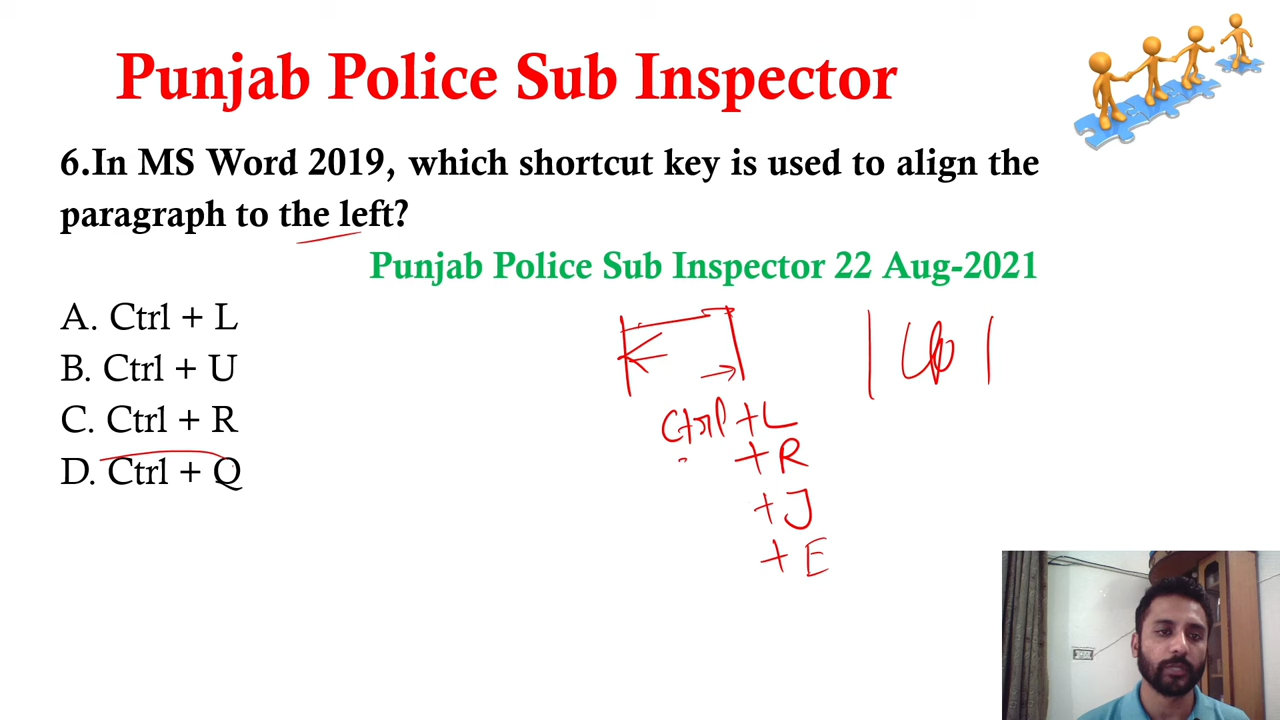 Punjab Police Sub Inspector
6.In MS Word 2019, which shortcut key is used to align the
paragraph to the left?
Punjab Police Sub Inspector 22 Aug-2021
A. Ctrl + L
B. Ctrl + U
C. Ctrl + R
D. Ctrl + Q
Ctrl + L
+ R
+ J
+ E